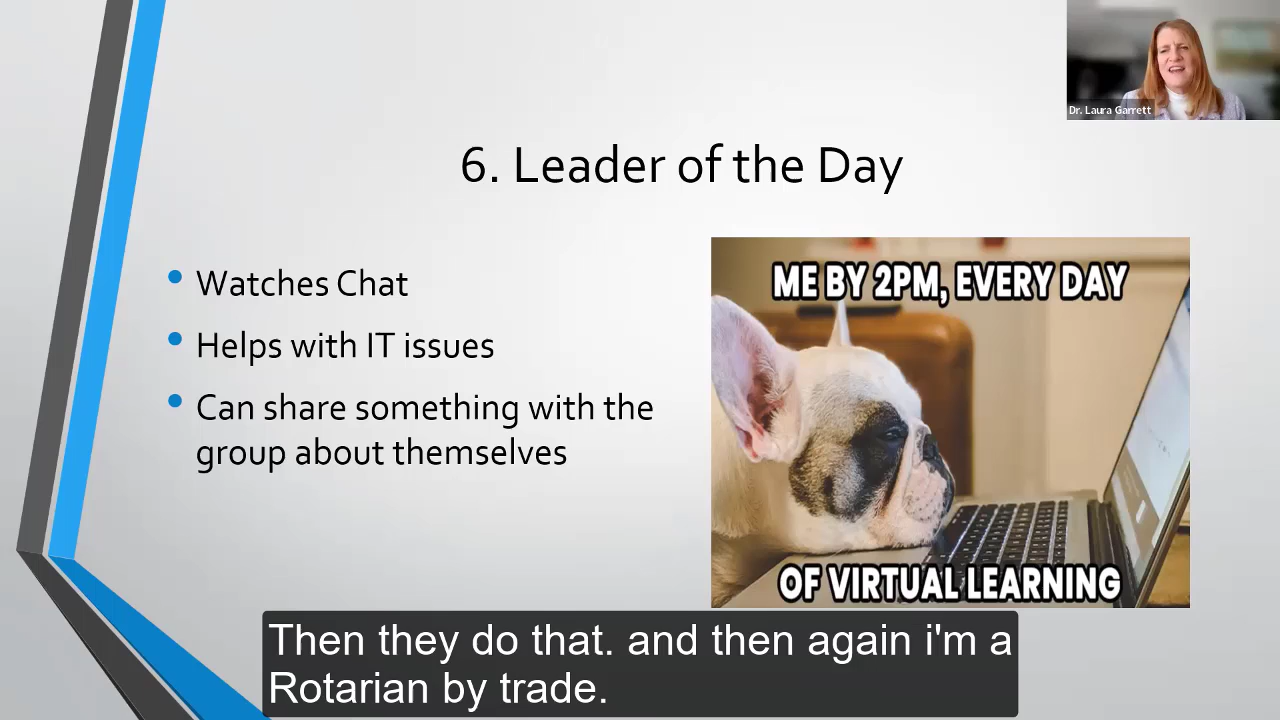 Dr. Laura Garrett
6. Leader of the Day
Watches Chat
Helps with IT issues
Can share something with the
group about themselves
ME BY 2PM, EVERY DAY
OF VIRTUAL LEARNING
Then they do that. and then again i'm a
Rotarian by trade.